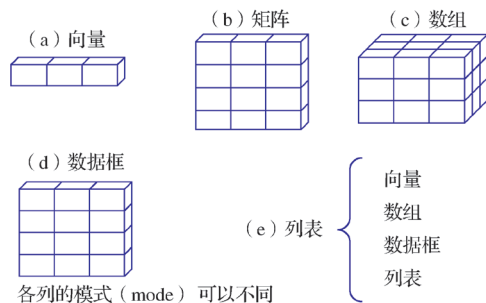 (a)向量
(b)矩阵
(c)数组
(d)数据框
各列的模式(mode)可以不同
(e)列表
向量
数组
数据框
列表